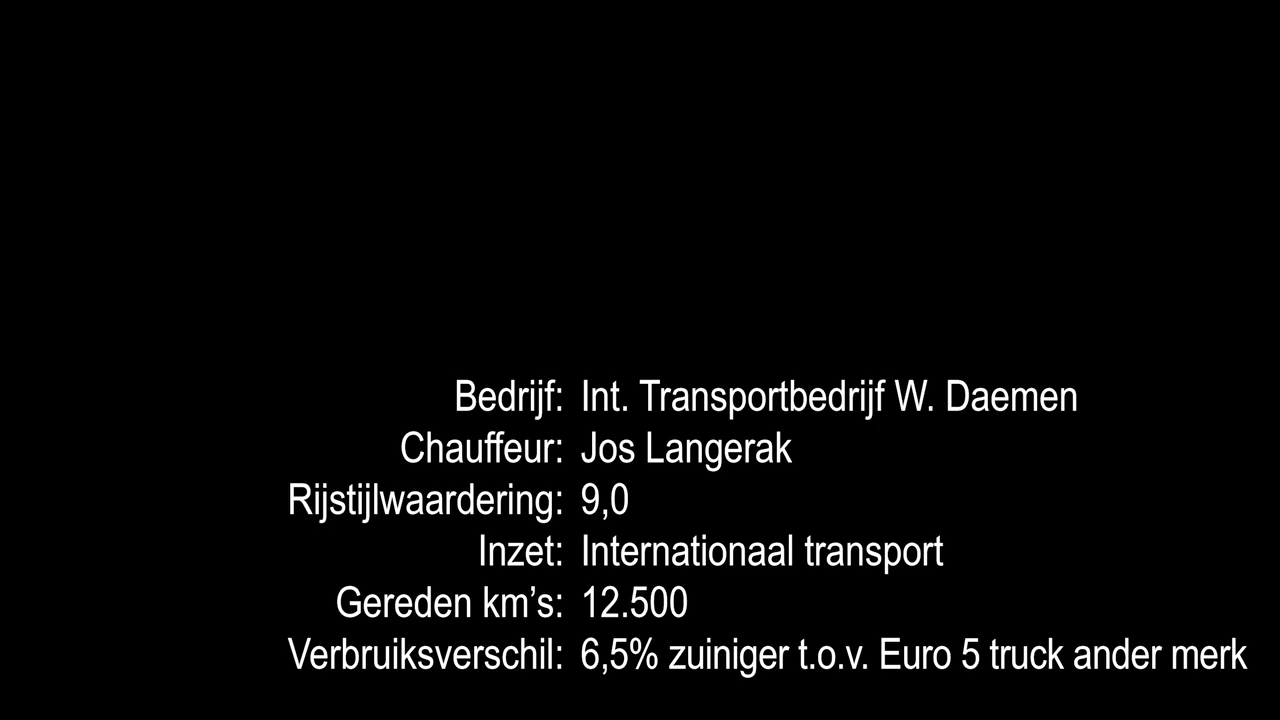 Bedrijf: Int. Transportbedrijf W. Daemen
Chauffeur: Jos Langerak
Rijstijlwaardering: 9,0
Inzet: Internationaal transport
Gereden km’s: 12.500
Verbruiksverschil: 6,5% zuiniger t.o.v. Euro 5 truck ander merk